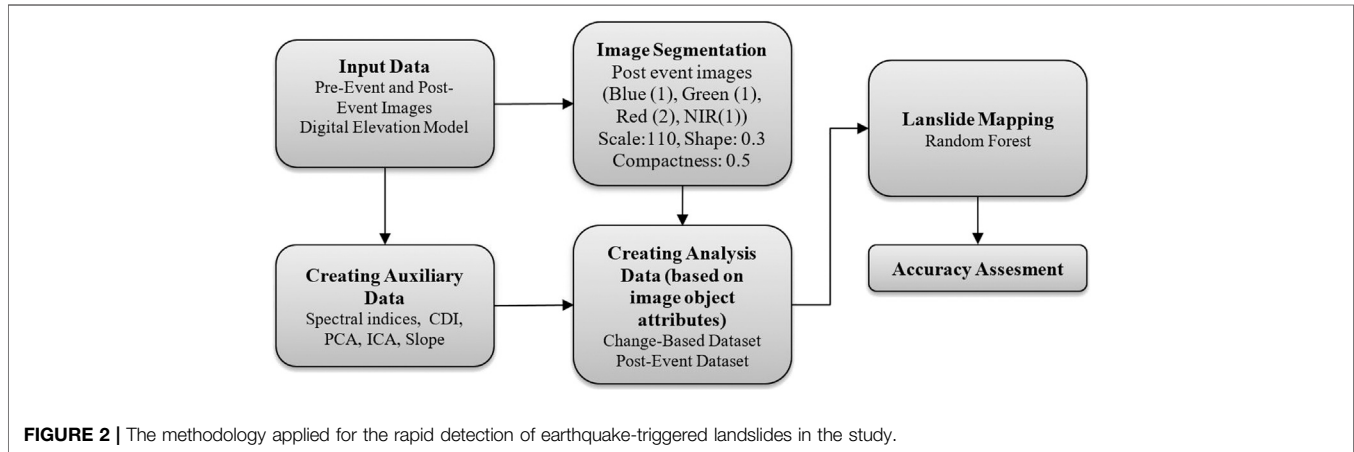 Input Data
Pre-Event and Post-
Event Images
Digital Elevation Model
Image Segmentation
Post event images
(Blue (1), Green (1),
Red (2), NIR(1))
Scale:110, Shape: 0.3
Compactness: 0.5
Creating Auxiliary
Data
Spectral indices, CDI,
PCA, ICA, Slope
Creating Analysis
Data (based on
image object
attributes)
Change-Based Dataset
Post-Event Dataset
Lanslide Mapping
Random Forest
Accuracy Assesment
FIGURE 2 | The methodology applied for the rapid detection of earthquake-triggered landslides in the study.